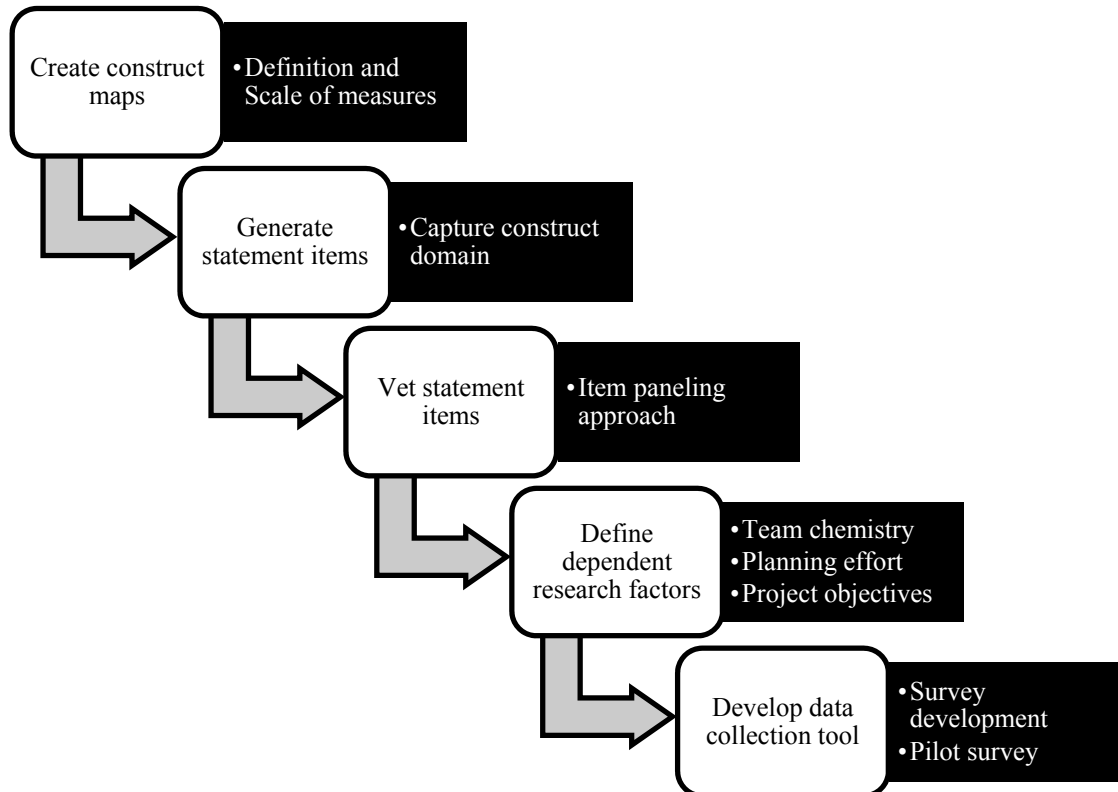 Create construct
maps
•Definition and
Scale of measures
Generate
statement items
•Capture construct
domain
Vet statement
items
•Item paneling
approach
Define
dependent
research factors
•Team chemistry
•Planning effort
•Project objectives
Develop data
collection tool
•Survey
development
•Pilot survey